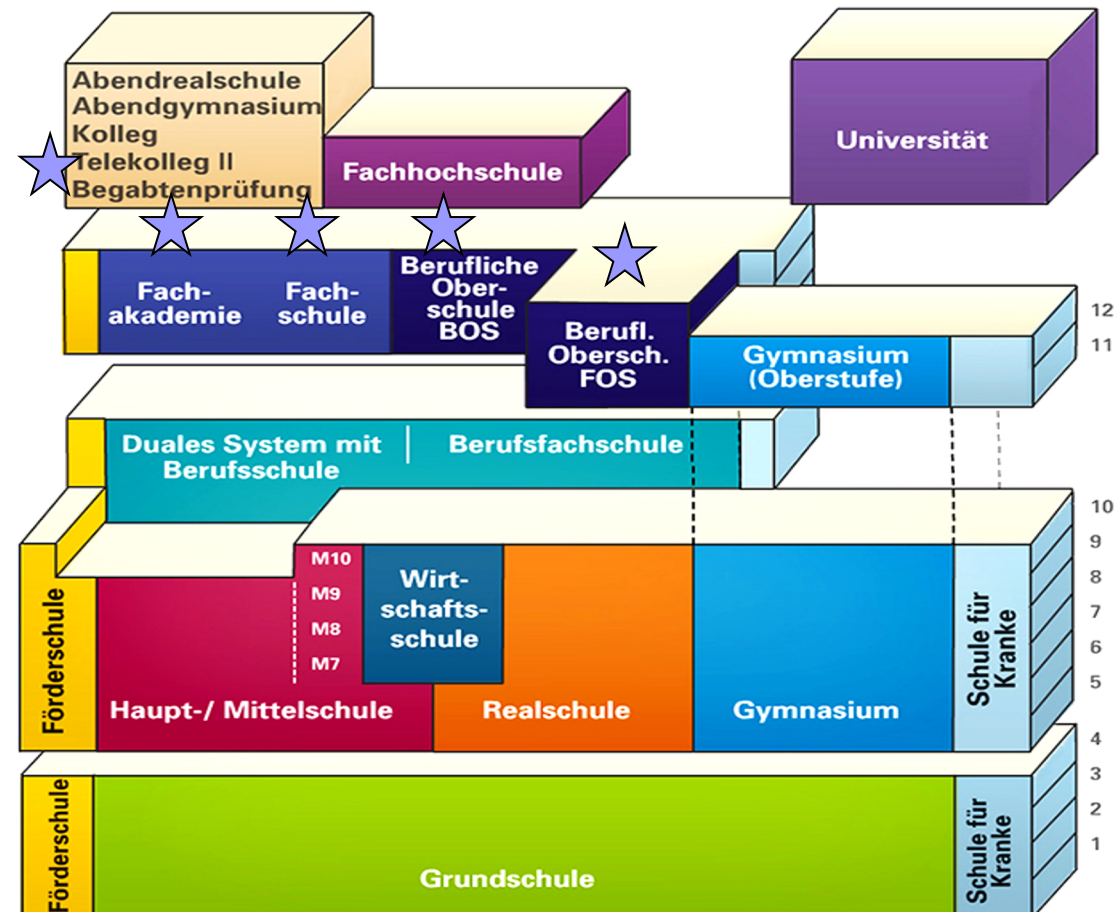 Abendrealschule
Abendgymnasium
Kolleg
Telekolleg II
Begabtenprüfung
Fachhochschule
Universität
Fach-
akademie
Fach-
schule
Berufliche
Ober-
schule
BOS
Berufl.
Obersch.
FOS
Gymnasium
(Oberstufe)
12
11
Duales System mit
Berufsschule
Berufsfachschule
10
9
8
7
6
5
Förderschule
M10
M9
M8
M7
Haupt-/ Mittelschule
Wirt-
schafts-
schule
Realschule
Gymnasium
Schule für
Kranke
4
3
2
1
Förderschule
Grundschule
Schule für
Kranke